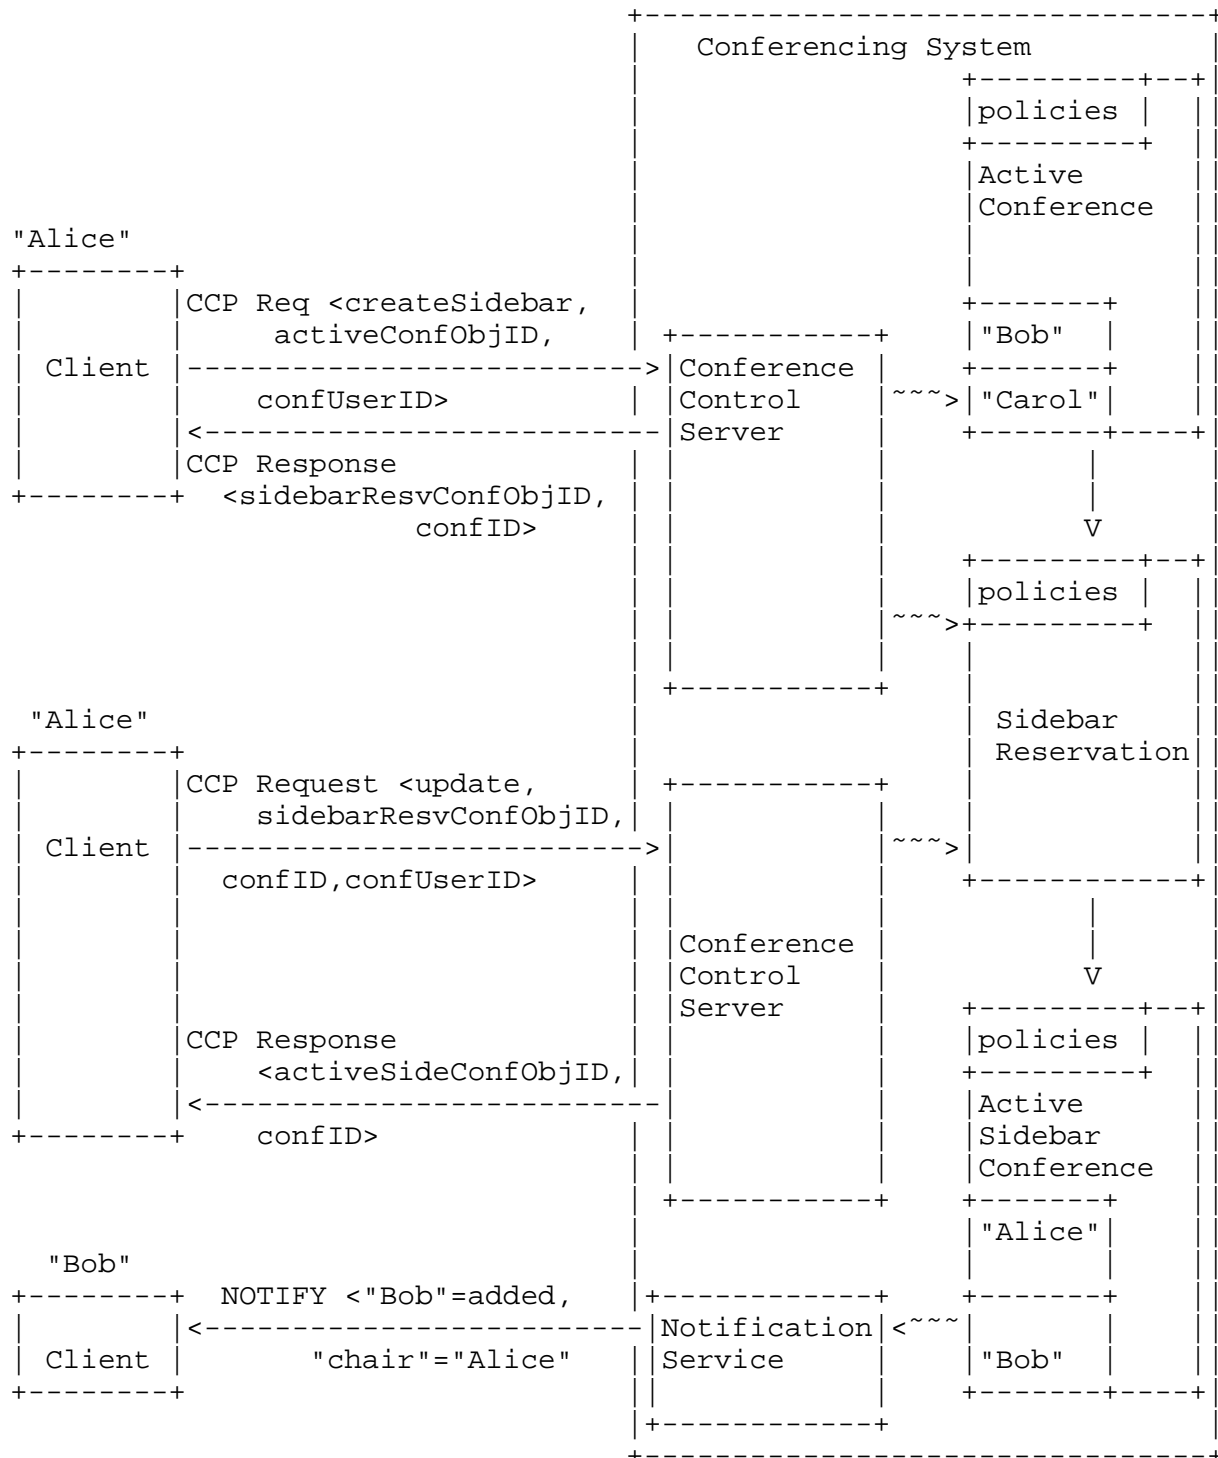 Conferencing System
policies
Active
Conference
"Alice"
CCP Req <createSidebar,
activeConfObjID,
"Bob"
Client
Conference
confUserID>
Control
"Carol"
Server
CCP Response
<sidebarResvConfObjID,
confID>
policies
"Alice"
Sidebar
Reservation
CCP Request <update,
sidebarResvConfObjID,
Client
confID,confUserID>
Conference
Control
Server
CCP Response
policies
<activeSideConfObjID,
Active
confID>
Sidebar
Conference
"Alice"
"Bob"
NOTIFY <"Bob"=added,
Notification
Client
"chair"="Alice"
Service
"Bob"